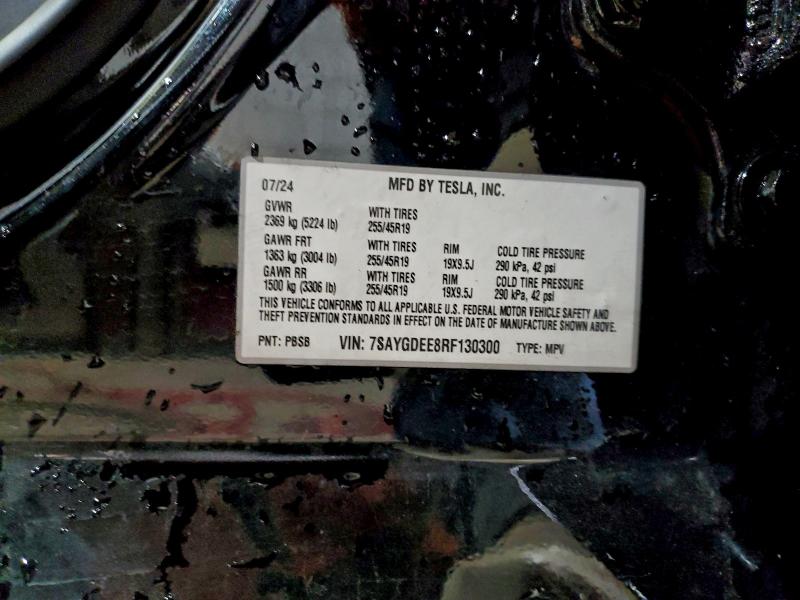 07/24 MFD BY TESLA, INC.
GVWR
2369 kg (5224 lb) WITH TIRES 255/45R19
GAWR FRT
1363 kg (3004 lb) WITH TIRES 255/45R19 RIM 19X9.5J COLD TIRE PRESSURE 290 kPa, 42 psi
GAWR RR
1500 kg (3306 lb) WITH TIRES 255/45R19 RIM 19X9.5J COLD TIRE PRESSURE 290 kPa, 42 psi
THIS VEHICLE CONFORMS TO ALL APPLICABLE U.S. FEDERAL MOTOR VEHICLE SAFETY AND
THEFT PREVENTION STANDARDS IN EFFECT ON THE DATE OF MANUFACTURE SHOWN ABOVE.
PNT: PBSB VIN: 7SAYGDEE8RF130300 TYPE: MPV